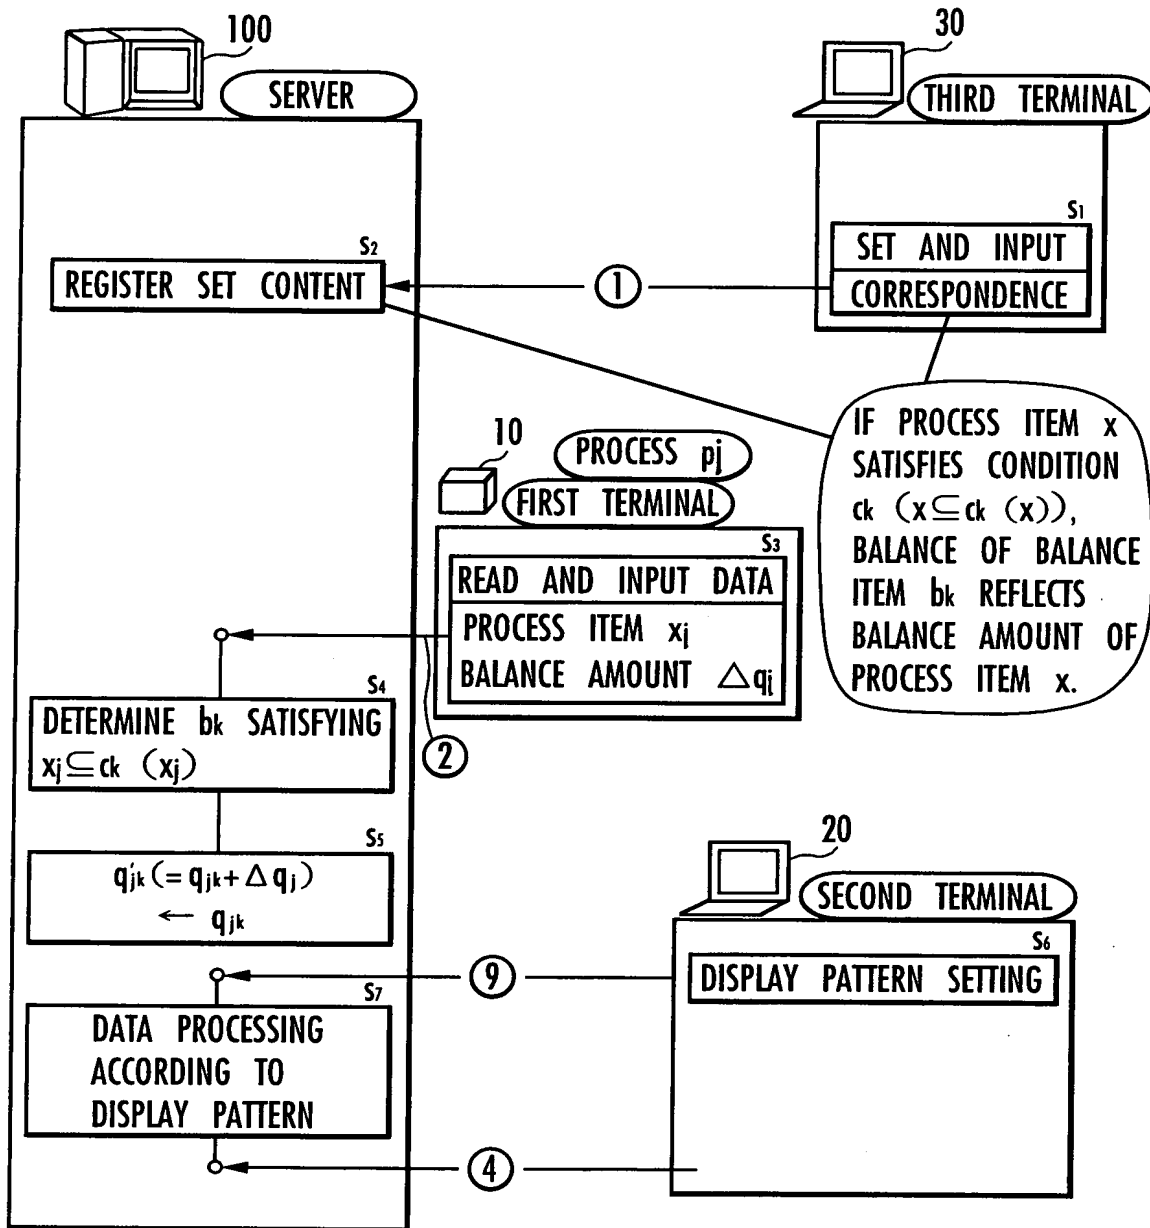 100
SERVER
30
THIRD TERMINAL
S1
SET AND INPUT
CORRESPONDENCE
S2
REGISTER SET CONTENT
①
IF PROCESS ITEM x
SATISFIES CONDITION
ck (x⊆ck (x)),
BALANCE OF BALANCE
ITEM bk REFLECTS
BALANCE AMOUNT OF
PROCESS ITEM x.
10
PROCESS pj
FIRST TERMINAL
S3
READ AND INPUT DATA
PROCESS ITEM xj
BALANCE AMOUNT △qj
②
S4
DETERMINE bk SATISFYING
xj⊆ck (xj)
S5
q'jk(=qjk+△qj)
← qjk
20
SECOND TERMINAL
S6
DISPLAY PATTERN SETTING
⑨
S7
DATA PROCESSING
ACCORDING TO
DISPLAY PATTERN
④